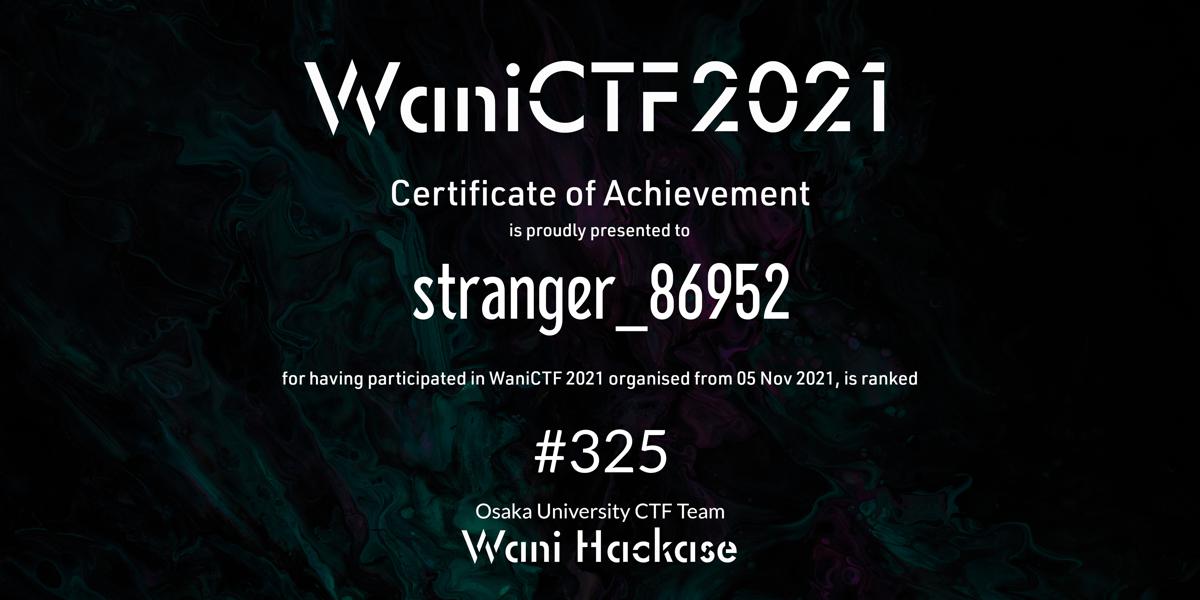 WaniCTF2021
Certificate of Achievement
is proudly presented to
stranger_86952
for having participated in WaniCTF 2021 organised from 05 Nov 2021, is ranked
#325
Osaka University CTF Team
Wani Hackase